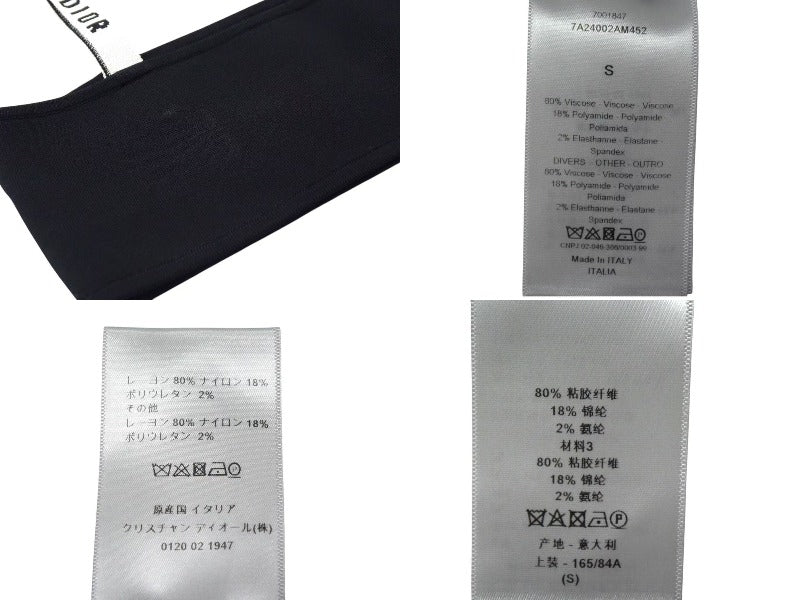 DIOR
7001847
7A24002AM452
S
80% Viscose - Viscose - Viscose
18% Polyamide - Polyamide
Poliamida
2% Elasthanne - Elastane -
Spandex
DIVERS - OTHER - OUTRO
80% Viscose - Viscose - Viscose
18% Polyamide - Polyamide
Poliamida
2% Elasthanne - Elastane
Spandex
Made In ITALY
ITALIA
レーヨン 80% ナイロン 18%
ポリウレタン 2%
その他
レーヨン 80% ナイロン 18%
ポリウレタン 2%
原産国 イタリア
クリスチャン ディオール(株)
0120 02 1947
80% 粘胶纤维
18% 锦纶
2% 氨纶
材料3
80% 粘胶纤维
18% 锦纶
2% 氨纶
产地 - 意大利
上装 - 165/84A
(S)